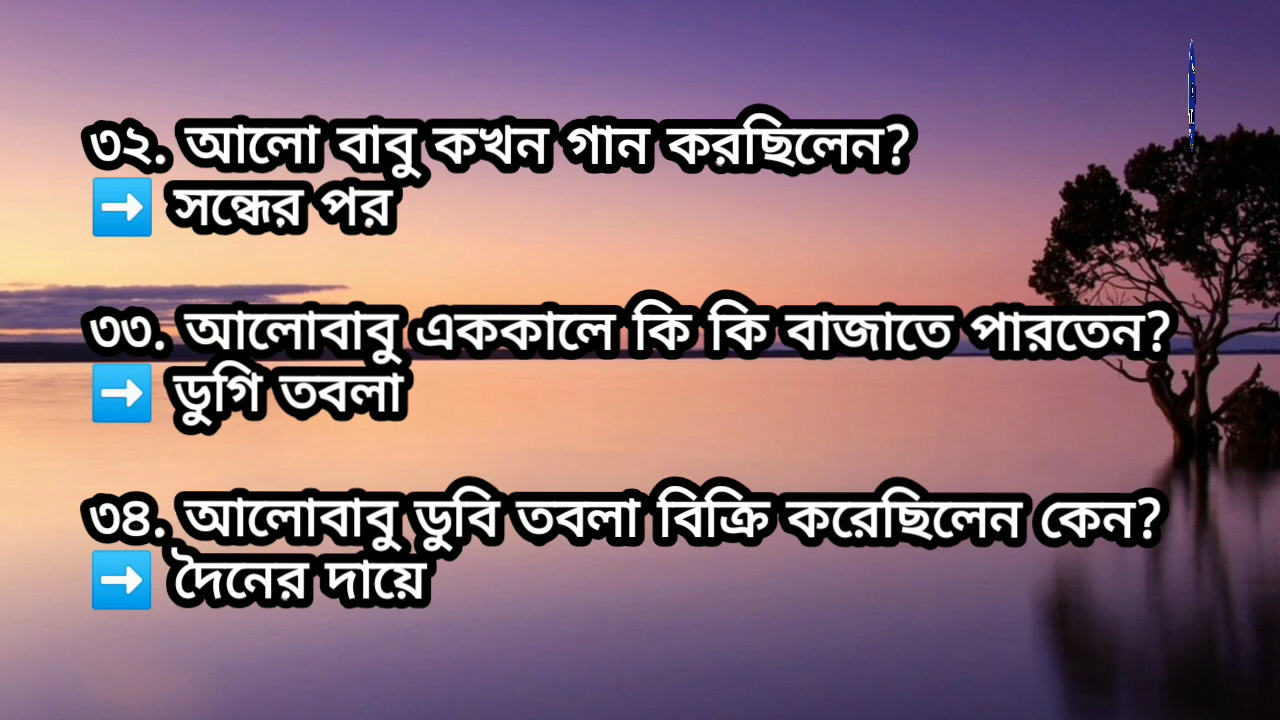 ৩২. আলো বাবু কখন গান করছিলেন?
➡️ সন্ধের পর
৩৩. আলোবাবু এককালে কি কি বাজাতে পারতেন?
➡️ ডুগি তবলা
৩৪. আলোবাবু ডুবি তবলা বিক্রি করেছিলেন কেন?
➡️ দৈনের দায়ে